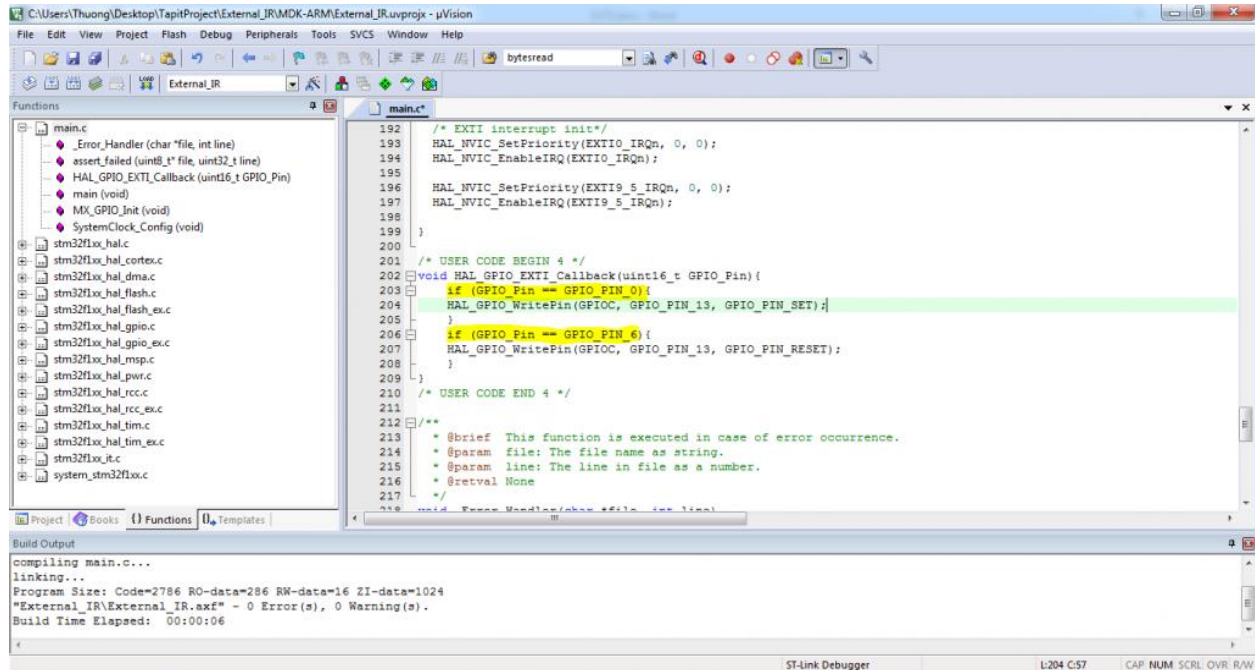 C:\Users\Thuong\Desktop\TapitProject\External_IR\MDK-ARM\External_IR.uvprojx - µVision
File Edit View Project Flash Debug Peripherals Tools SVCS Window Help
bytesread
LOAD External_IR
Functions
main.c
_Error_Handler (char *file, int line)
assert_failed (uint8_t* file, uint32_t line)
HAL_GPIO_EXTI_Callback (uint16_t GPIO_Pin)
main (void)
MX_GPIO_Init (void)
SystemClock_Config (void)
stm32f1xx_hal.c
stm32f1xx_hal_cortex.c
stm32f1xx_hal_dma.c
stm32f1xx_hal_flash.c
stm32f1xx_hal_flash_ex.c
stm32f1xx_hal_gpio.c
stm32f1xx_hal_gpio_ex.c
stm32f1xx_hal_msp.c
stm32f1xx_hal_pwr.c
stm32f1xx_hal_rcc.c
stm32f1xx_hal_rcc_ex.c
stm32f1xx_hal_tim.c
stm32f1xx_hal_tim_ex.c
stm32f1xx_it.c
system_stm32f1xx.c
Project Books {} Functions Templates
main.c*
192 /* EXTI interrupt init*/
193 HAL_NVIC_SetPriority(EXTI0_IRQn, 0, 0);
194 HAL_NVIC_EnableIRQ(EXTI0_IRQn);
195
196 HAL_NVIC_SetPriority(EXTI9_5_IRQn, 0, 0);
197 HAL_NVIC_EnableIRQ(EXTI9_5_IRQn);
198
199 }
200
201 /* USER CODE BEGIN 4 */
202 void HAL_GPIO_EXTI_Callback(uint16_t GPIO_Pin){
203 if (GPIO_Pin == GPIO_PIN_0){
204 HAL_GPIO_WritePin(GPIOC, GPIO_PIN_13, GPIO_PIN_SET);
205 }
206 if (GPIO_Pin == GPIO_PIN_6){
207 HAL_GPIO_WritePin(GPIOC, GPIO_PIN_13, GPIO_PIN_RESET);
208 }
209 }
210 /* USER CODE END 4 */
211
212 /**
213 * @brief This function is executed in case of error occurrence.
214 * @param file: The file name as string.
215 * @param line: The line in file as a number.
216 * @retval None
217 */
218 void _Error_Handler(char *file, int line)
Build Output
compiling main.c...
linking...
Program Size: Code=2786 RO-data=286 RW-data=16 ZI-data=1024
"External_IR\External_IR.axf" - 0 Error(s), 0 Warning(s).
Build Time Elapsed: 00:00:06
ST-Link Debugger L:204 C:57 CAP NUM SCRL OVR R/W